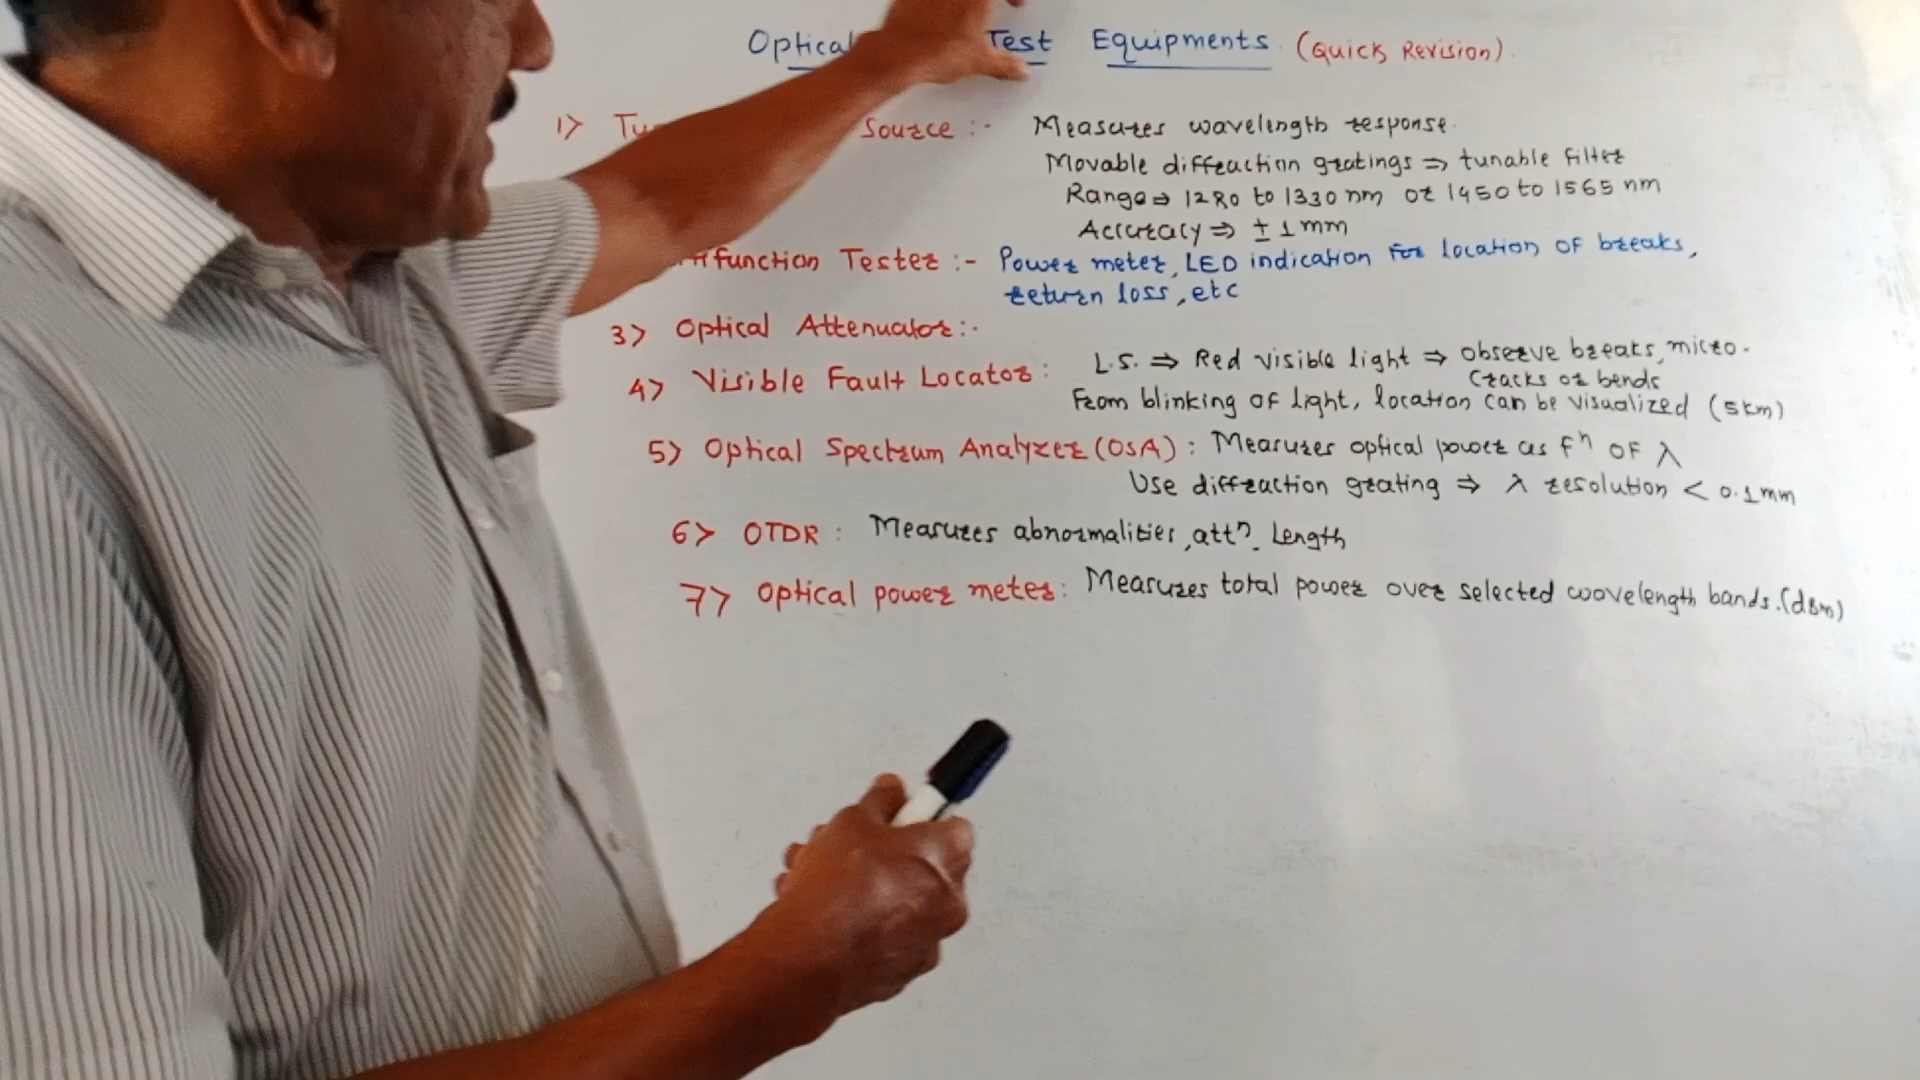 Optical Test Equipments. (Quick Revision).
1> Tu Source :- Measures wavelength response.
Movable diffraction gratings ⇒ tunable filter
Range ⇒ 1280 to 1330 nm or 1450 to 1565 nm
Accuracy ⇒ ± 1 mm
function Tester :- Power meter, LED indication for location of breaks,
return loss, etc
3> Optical Attenuator :-
4> Visible Fault Locator : L.S. ⇒ Red visible light ⇒ observe breaks, micro-
cracks or bends
From blinking of light, location can be visualized (5km)
5> Optical Spectrum Analyzer (OSA) : Measures optical power as fⁿ of λ
Use diffraction grating ⇒ λ resolution < 0.1mm
6> OTDR : Measures abnormalities, attⁿ. Length
7> Optical power meter : Measures total power over selected wavelength bands. (dBm)